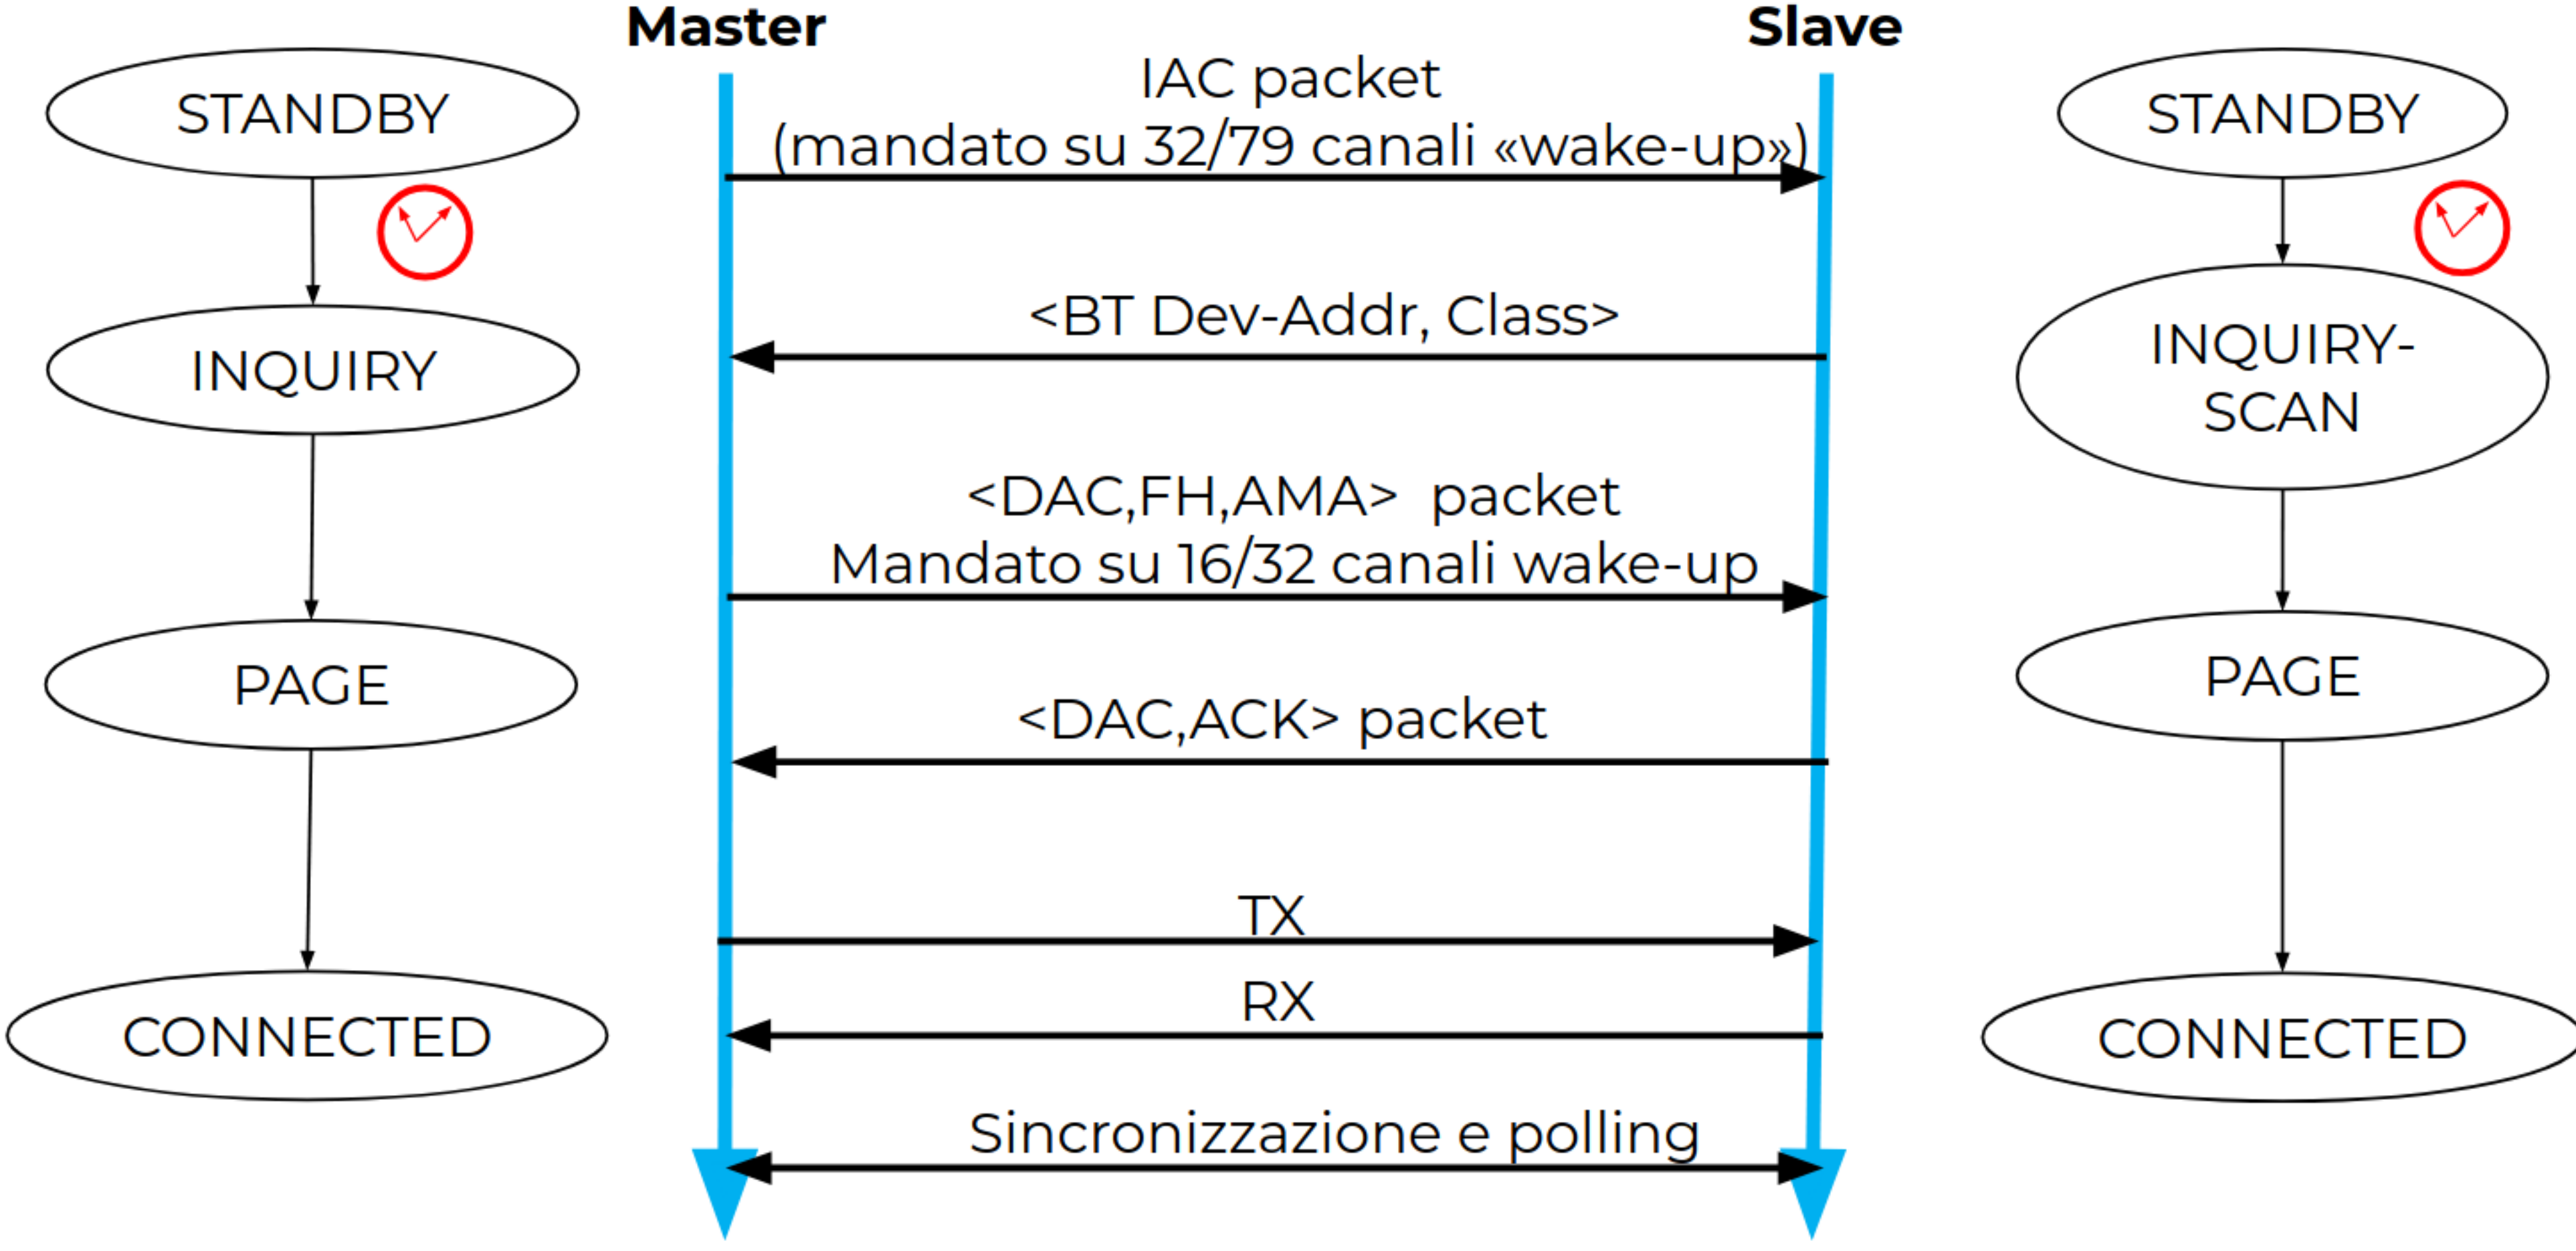 Master
Slave
STANDBY
IAC packet
(mandato su 32/79 canali «wake-up»)
STANDBY
INQUIRY
<BT Dev-Addr, Class>
INQUIRY-
SCAN
<DAC,FH,AMA> packet
Mandato su 16/32 canali wake-up
PAGE
<DAC,ACK> packet
PAGE
TX
RX
CONNECTED
CONNECTED
Sincronizzazione e polling